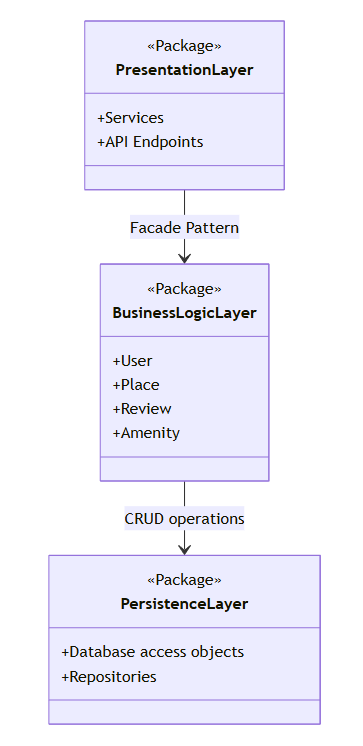 «Package»
PresentationLayer
+Services
+API Endpoints
Facade Pattern
«Package»
BusinessLogicLayer
+User
+Place
+Review
+Amenity
CRUD operations
«Package»
PersistenceLayer
+Database access objects
+Repositories